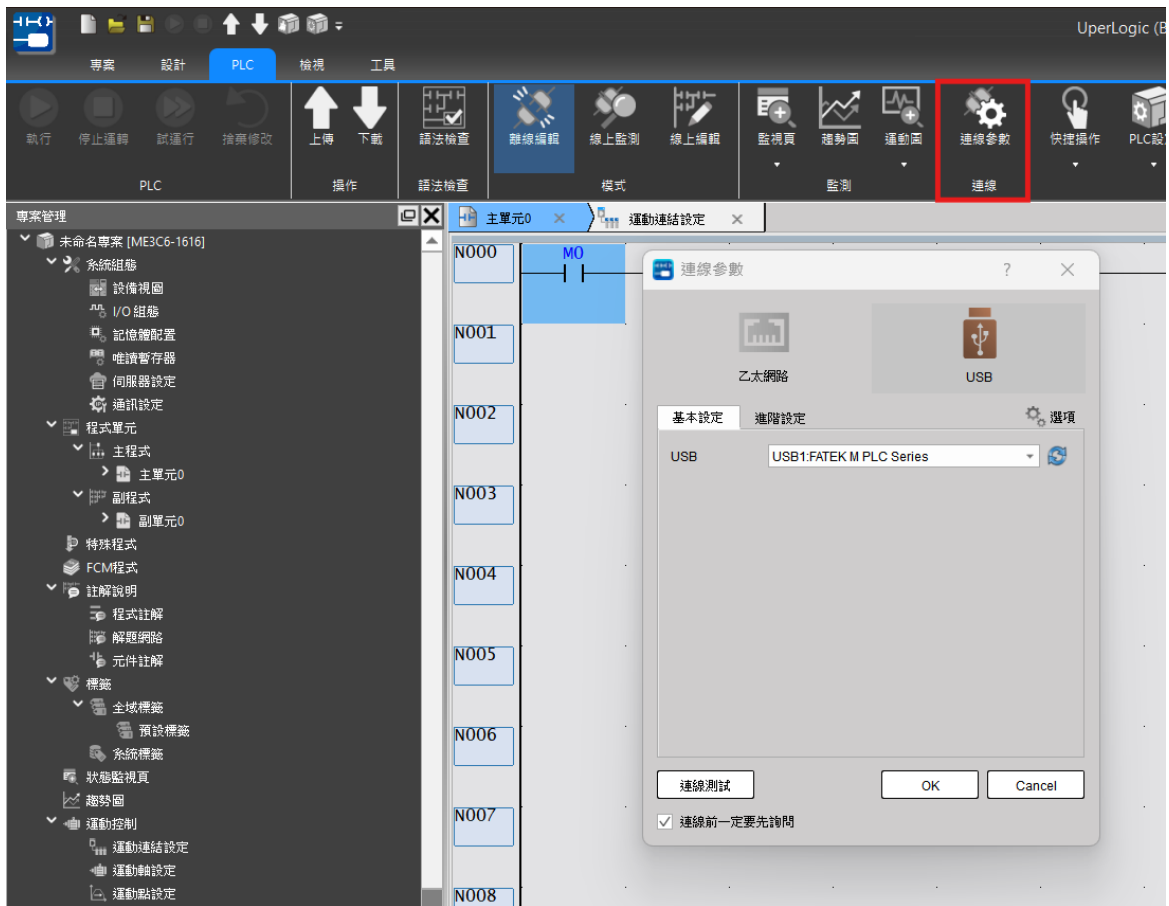 UperLogic (B
專案 設計 PLC 檢視 工具
執行 停止運轉 試運行 捨棄修改 上傳 下載 語法檢查 離線編輯 線上監測 線上編輯 監視頁 趨勢圖 運動圖 連線參數 快捷操作 PLC設
PLC 操作 語法檢查 模式 監測 連線
專案管理
未命名專案 [ME3C6-1616]
系統組態
設備視圖
I/O 組態
記憶體配置
唯讀暫存器
伺服器設定
通訊設定
程式單元
主程式
主單元0
副程式
副單元0
特殊程式
FCM程式
註解說明
程式註解
解題網路
元件註解
標籤
全域標籤
預設標籤
系統標籤
狀態監視頁
趨勢圖
運動控制
運動連結設定
運動軸設定
運動點設定
主單元0 運動連結設定
N000 M0
N001
N002
N003
N004
N005
N006
N007
N008
連線參數 ?
乙太網路 USB
基本設定 進階設定 選項
USB USB1:FATEK M PLC Series
連線測試 OK Cancel
連線前一定要先詢問